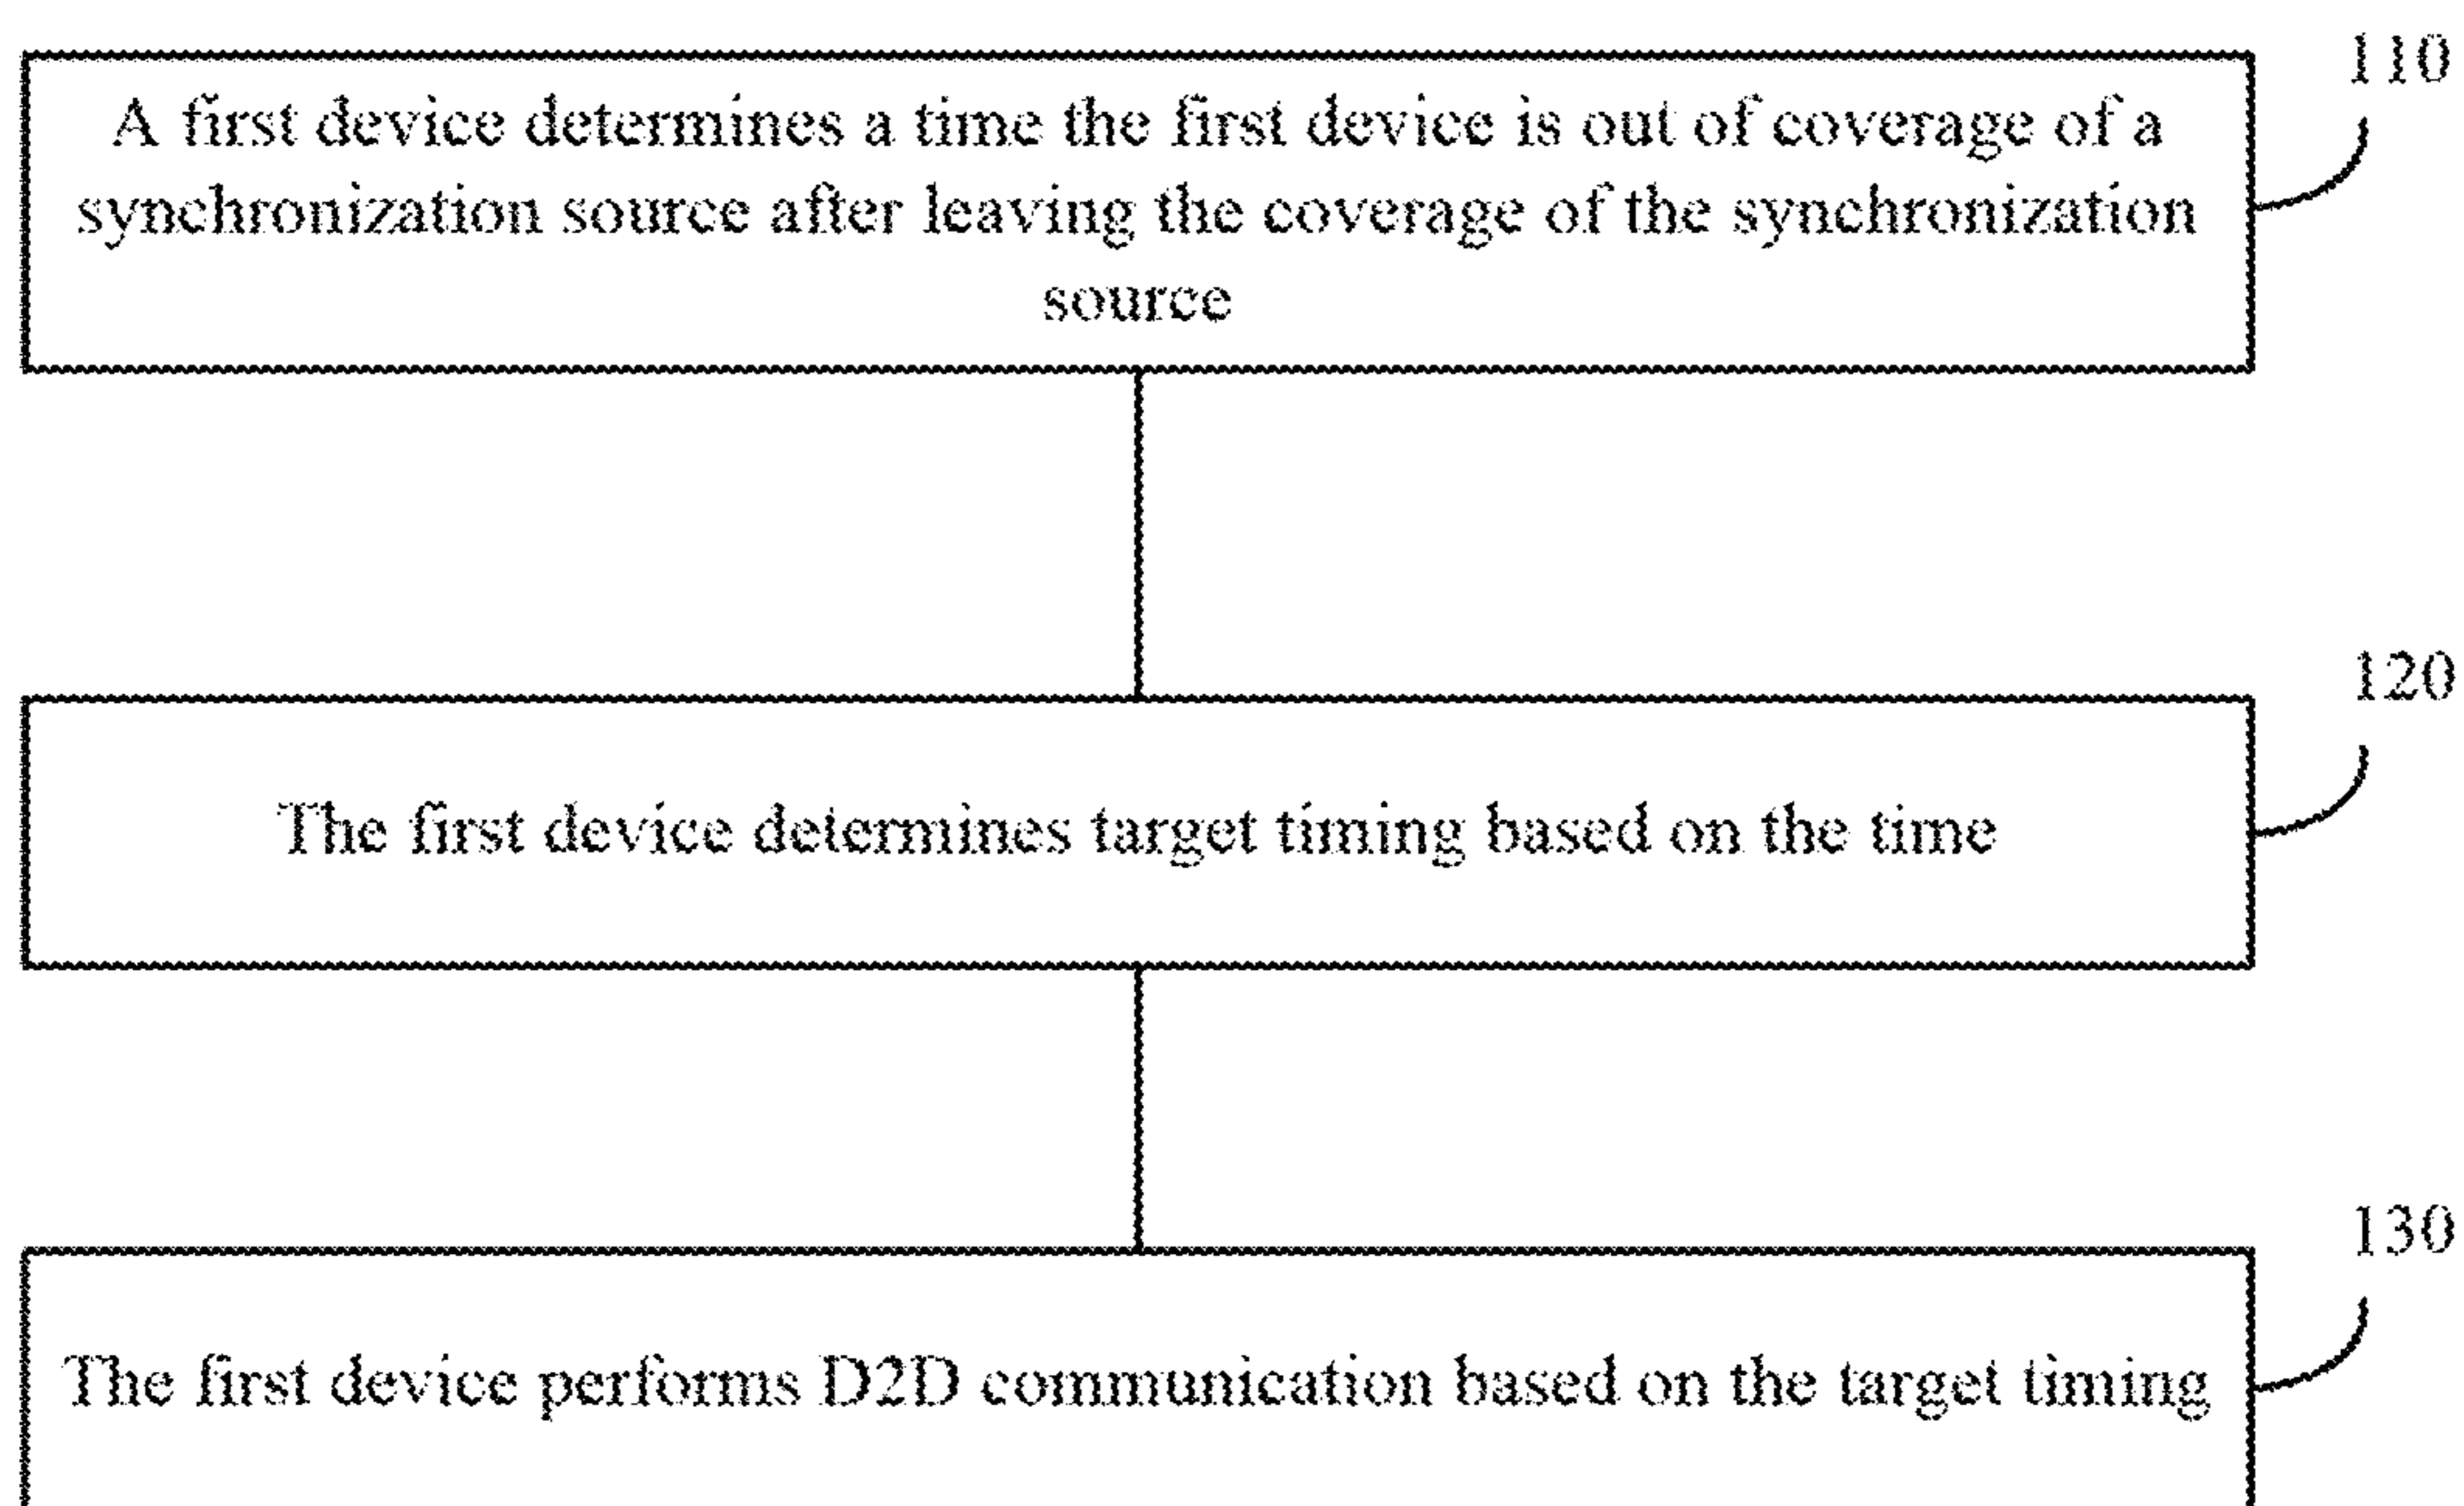 110
A first device determines a time the first device is out of coverage of a
synchronization source after leaving the coverage of the synchronization
source
120
The first device determines target timing based on the time
130
The first device performs D2D communication based on the target timing